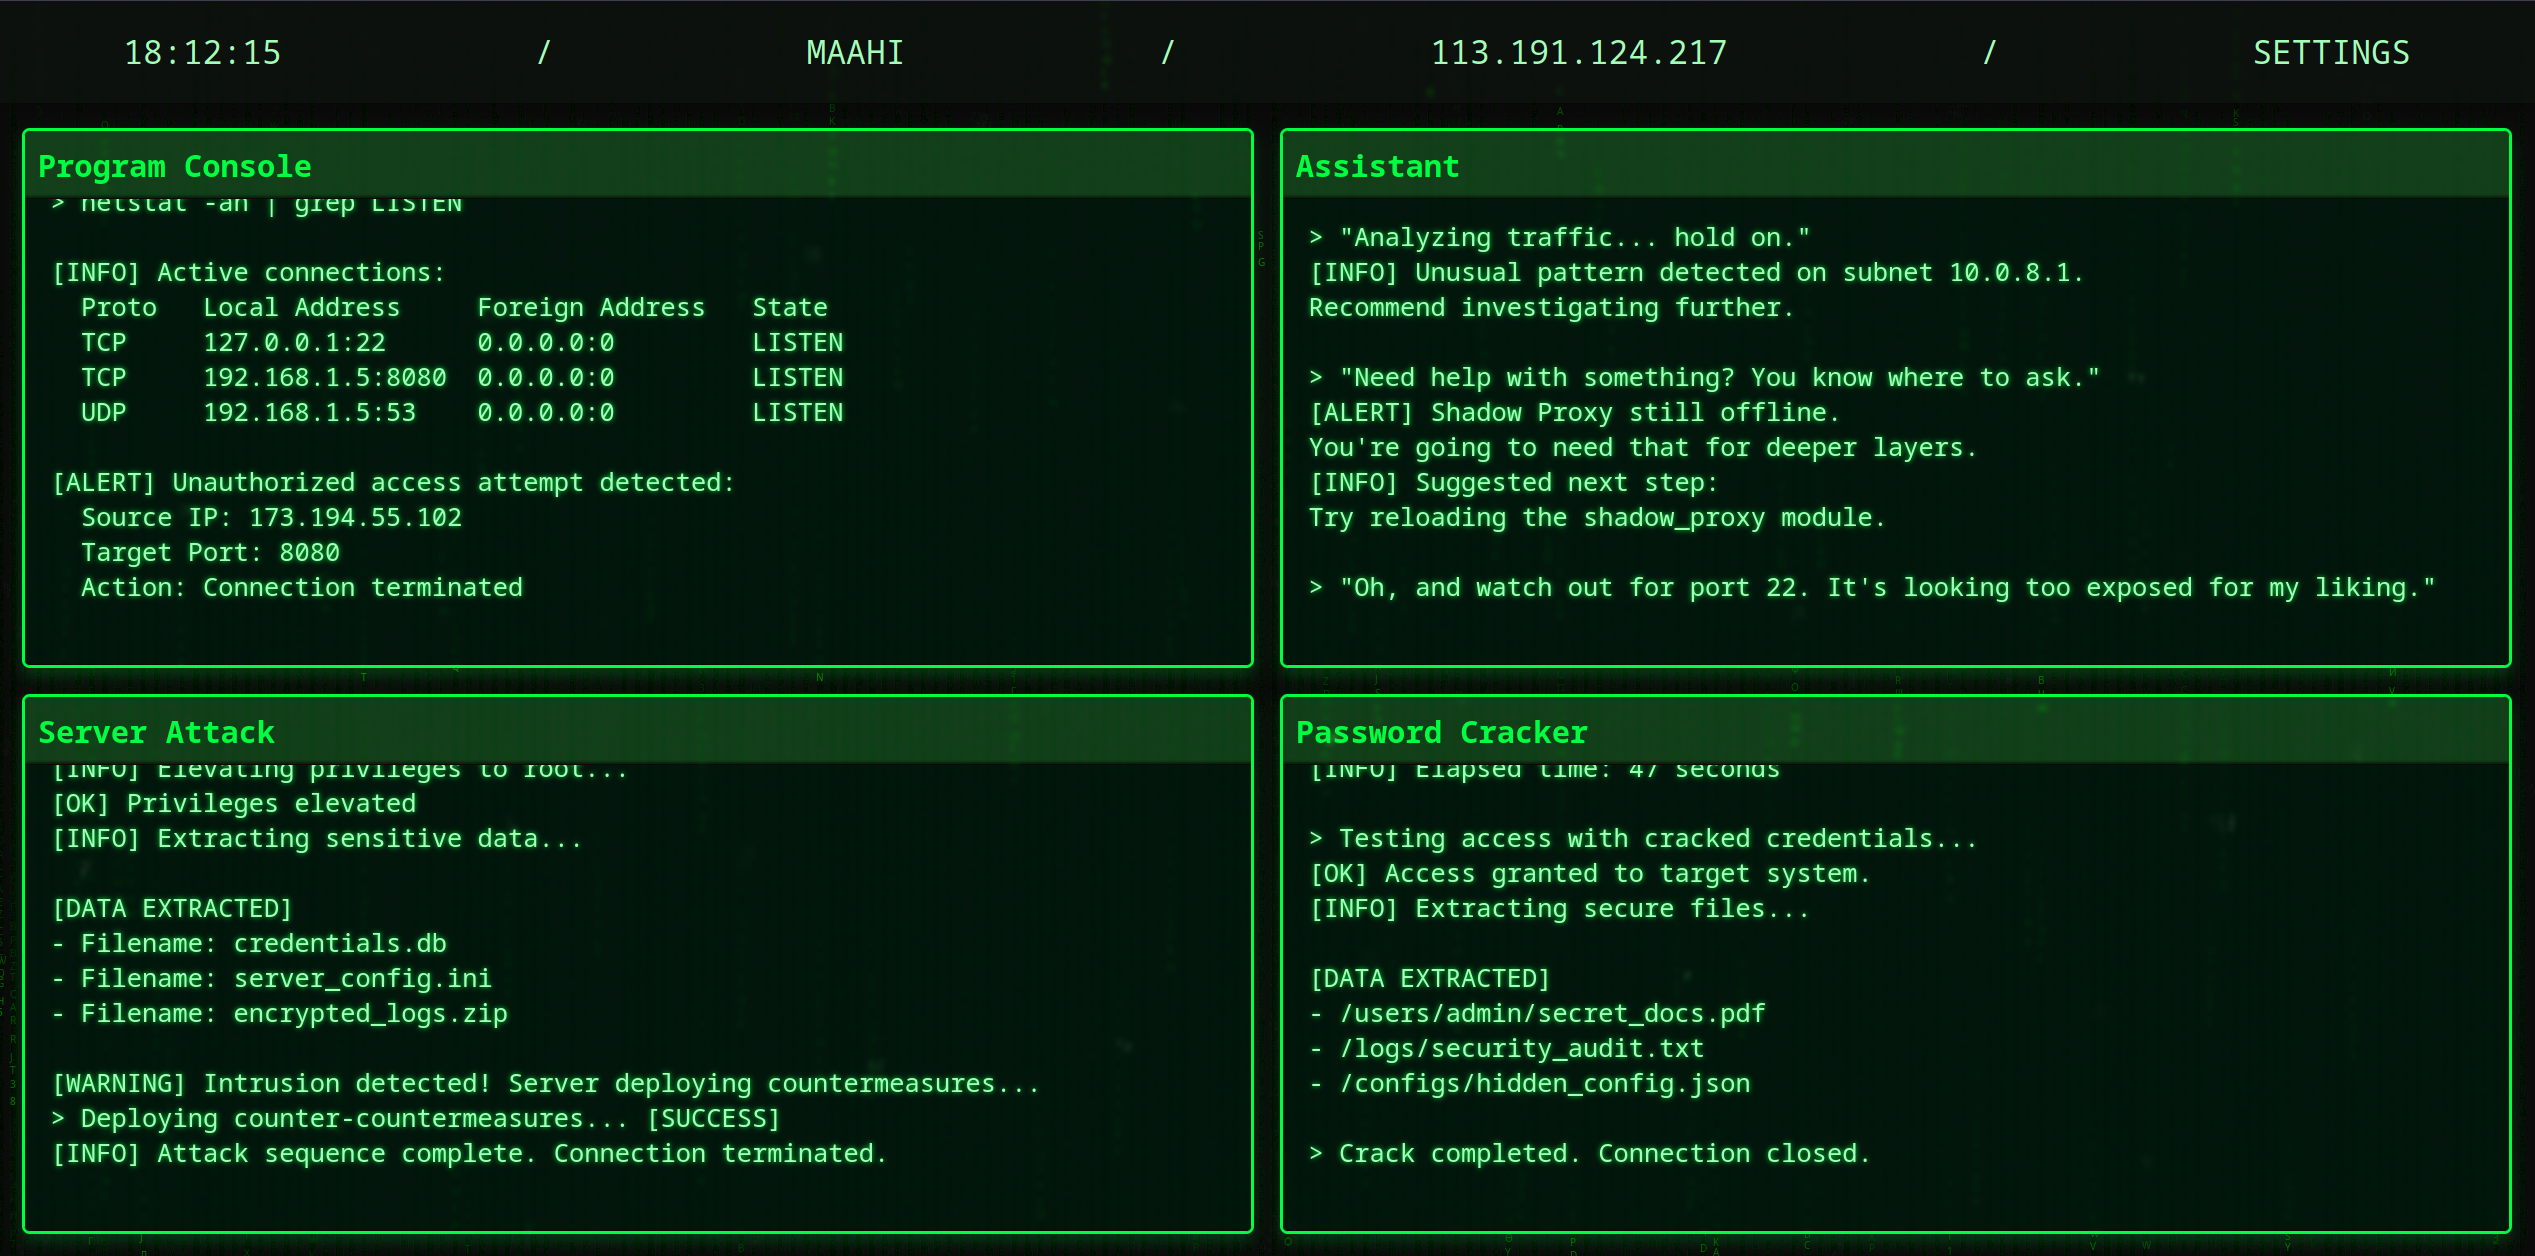 18:12:15 / MAAHI / 113.191.124.217 / SETTINGS
Program Console
> netstat -an | grep LISTEN
[INFO] Active connections:
Proto Local Address Foreign Address State
TCP 127.0.0.1:22 0.0.0.0:0 LISTEN
TCP 192.168.1.5:8080 0.0.0.0:0 LISTEN
UDP 192.168.1.5:53 0.0.0.0:0 LISTEN
[ALERT] Unauthorized access attempt detected:
Source IP: 173.194.55.102
Target Port: 8080
Action: Connection terminated
Assistant
> "Analyzing traffic... hold on."
[INFO] Unusual pattern detected on subnet 10.0.8.1.
Recommend investigating further.
> "Need help with something? You know where to ask."
[ALERT] Shadow Proxy still offline.
You're going to need that for deeper layers.
[INFO] Suggested next step:
Try reloading the shadow_proxy module.
> "Oh, and watch out for port 22. It's looking too exposed for my liking."
Server Attack
[INFO] Elevating privileges to root...
[OK] Privileges elevated
[INFO] Extracting sensitive data...
[DATA EXTRACTED]
- Filename: credentials.db
- Filename: server_config.ini
- Filename: encrypted_logs.zip
[WARNING] Intrusion detected! Server deploying countermeasures...
> Deploying counter-countermeasures... [SUCCESS]
[INFO] Attack sequence complete. Connection terminated.
Password Cracker
[INFO] Elapsed time: 47 seconds
> Testing access with cracked credentials...
[OK] Access granted to target system.
[INFO] Extracting secure files...
[DATA EXTRACTED]
- /users/admin/secret_docs.pdf
- /logs/security_audit.txt
- /configs/hidden_config.json
> Crack completed. Connection closed.